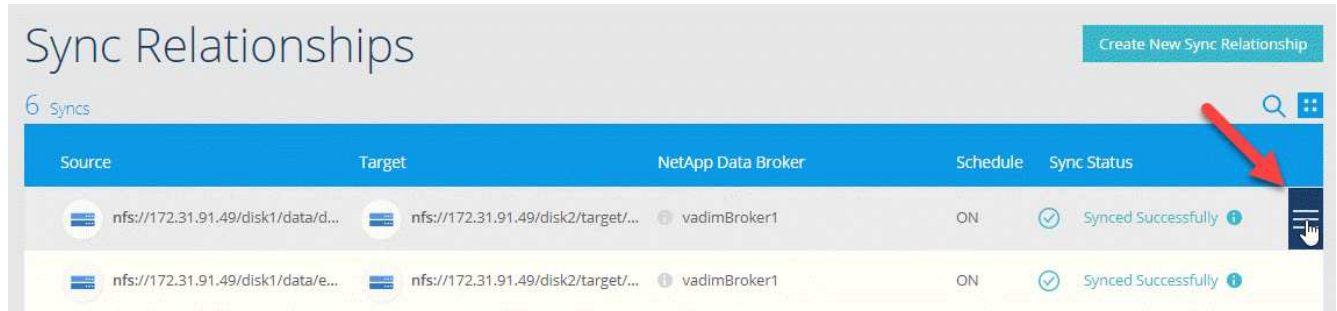 Sync Relationships
Create New Sync Relationship
6 Syncs
Source Target NetApp Data Broker Schedule Sync Status
nfs://172.31.91.49/disk1/data/d... nfs://172.31.91.49/disk2/target/... vadimBroker1 ON Synced Successfully
nfs://172.31.91.49/disk1/data/e... nfs://172.31.91.49/disk2/target/... vadimBroker1 ON Synced Successfully